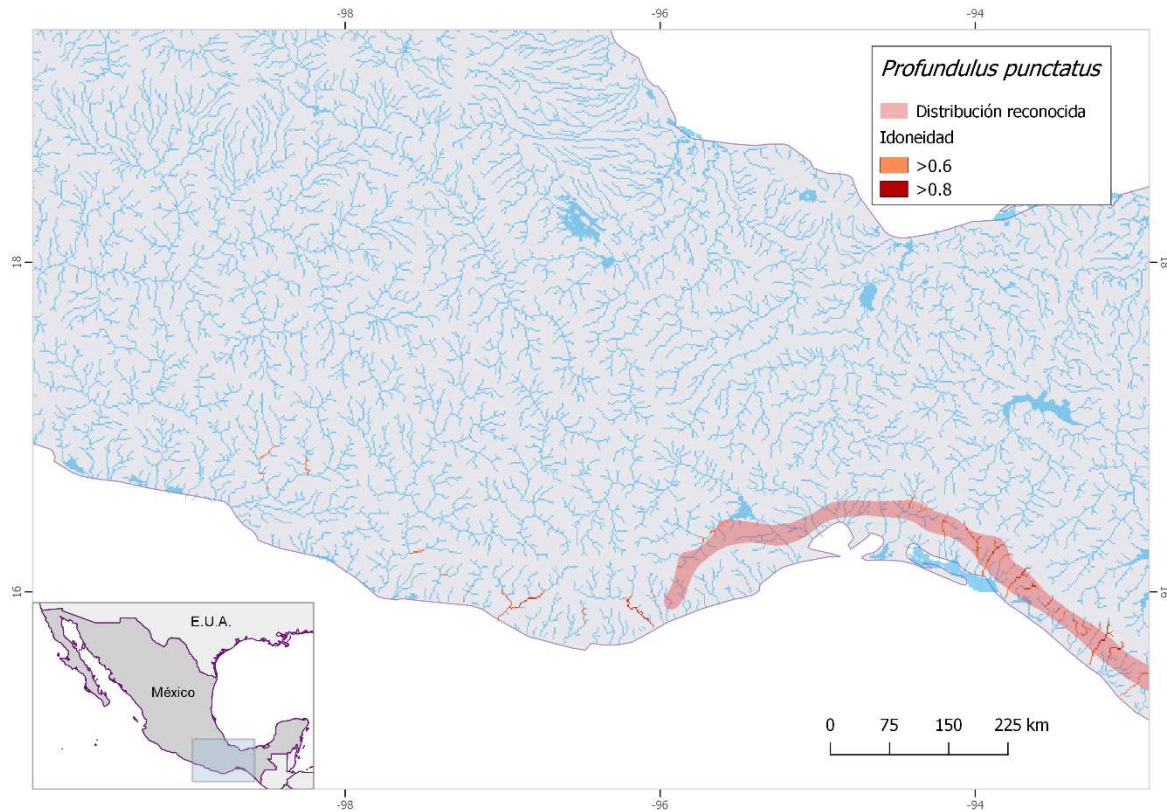 -98
-96
-94
Profundulus punctatus
Distribución reconocida
Idoneidad
>0.6
>0.8
18
18
16
16
E.U.A.
México
0 75 150 225 km
-98
-96
-94